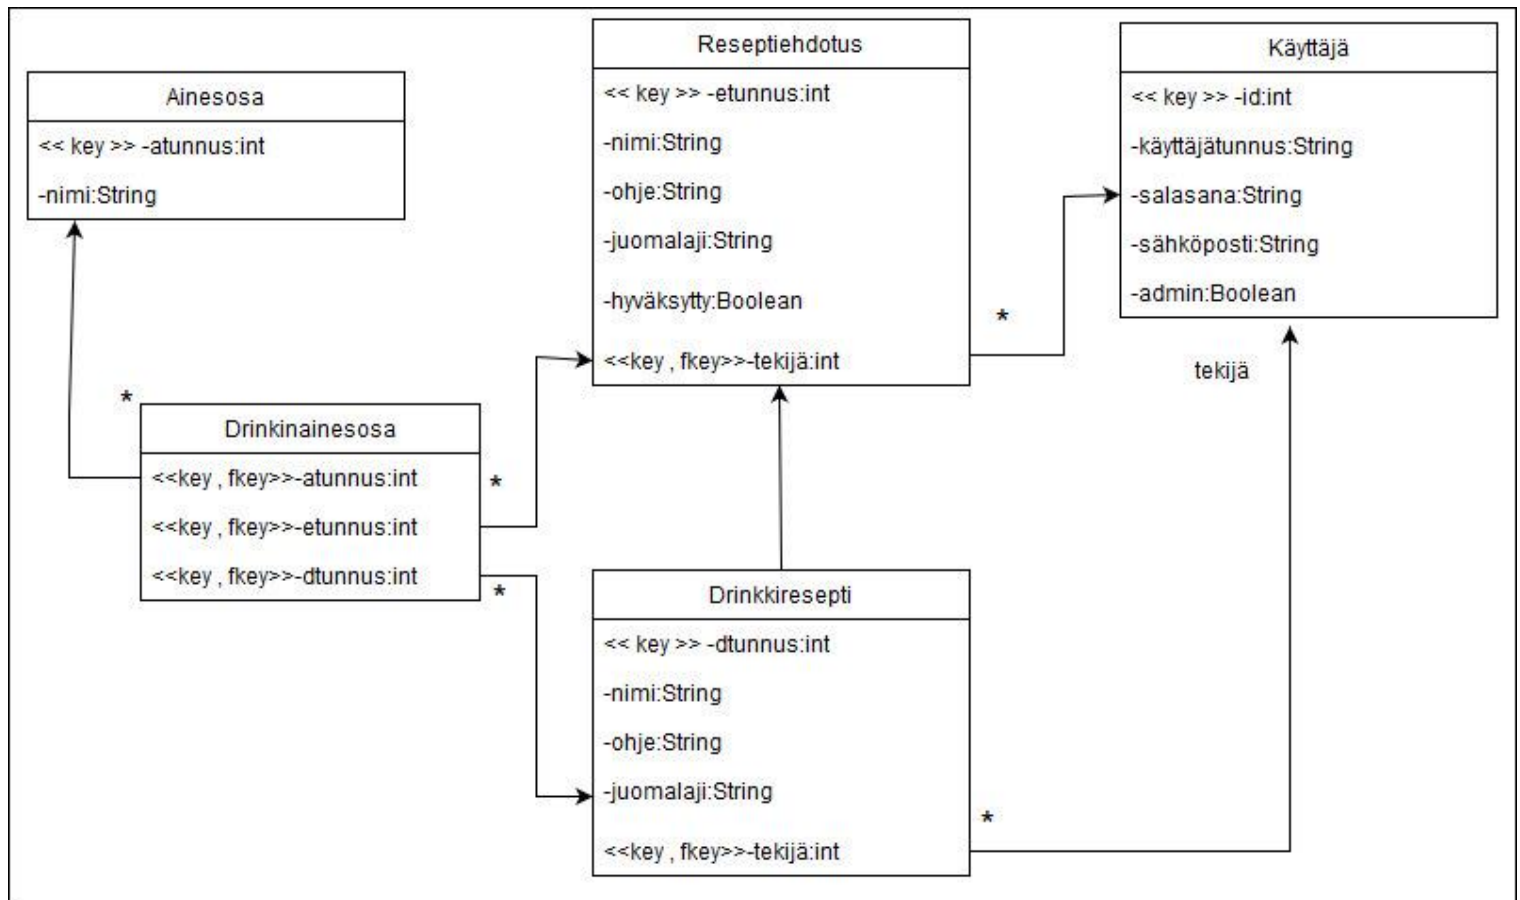 Ainesosa
<< key >> -atunnus:int
-nimi:String
Reseptiehdotus
<< key >> -etunnus:int
-nimi:String
-ohje:String
-juomalaji:String
-hyväksytty:Boolean
<<key , fkey>>-tekijä:int
*
Käyttäjä
<< key >> -id:int
-käyttäjätunnus:String
-salasana:String
-sähköposti:String
-admin:Boolean
tekijä
*
Drinkinainesosa
<<key , fkey>>-atunnus:int
<<key , fkey>>-etunnus:int
<<key , fkey>>-dtunnus:int
*
*
Drinkkiresepti
<< key >> -dtunnus:int
-nimi:String
-ohje:String
-juomalaji:String
<<key , fkey>>-tekijä:int
*